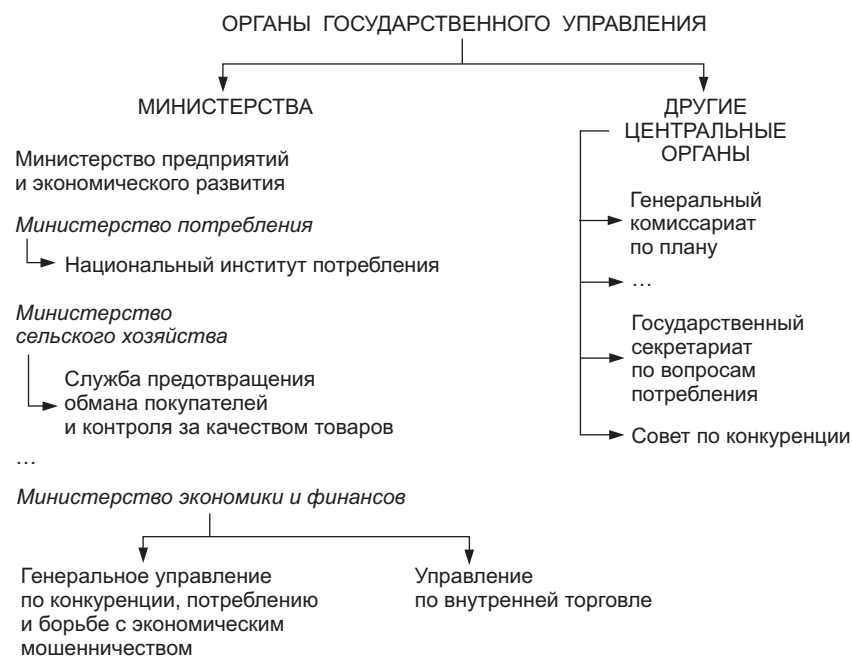 ОРГАНЫ ГОСУДАРСТВЕННОГО УПРАВЛЕНИЯ
МИНИСТЕРСТВА
Министерство предприятий
и экономического развития
Министерство потребления
Национальный институт потребления
Министерство
сельского хозяйства
Служба предотвращения
обмана покупателей
и контроля за качеством товаров
…
Министерство экономики и финансов
Генеральное управление
по конкуренции, потреблению
и борьбе с экономическим
мошенничеством
Управление
по внутренней торговле
ДРУГИЕ
ЦЕНТРАЛЬНЫЕ
ОРГАНЫ
Генеральный
комиссариат
по плану
…
Государственный
секретариат
по вопросам
потребления
Совет по конкуренции